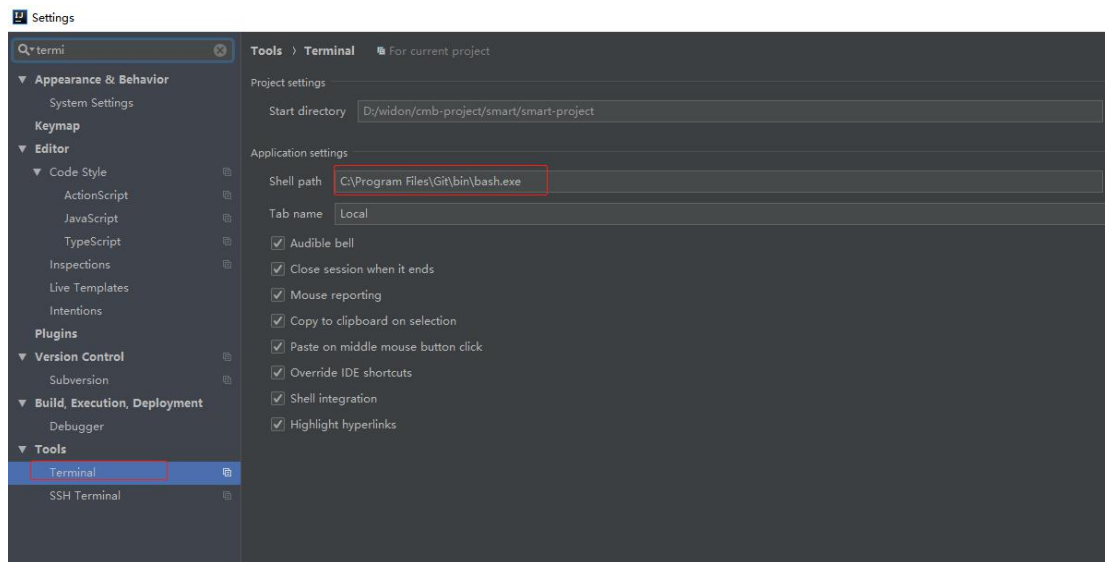 Settings
termi
Appearance & Behavior
System Settings
Keymap
Editor
Code Style
ActionScript
JavaScript
TypeScript
Inspections
Live Templates
Intentions
Plugins
Version Control
Subversion
Build, Execution, Deployment
Debugger
Tools
Terminal
SSH Terminal
Tools › Terminal For current project
Project settings
Start directory D:/widon/cmb-project/smart/smart-project
Application settings
Shell path C:\Program Files\Git\bin\bash.exe
Tab name Local
Audible bell
Close session when it ends
Mouse reporting
Copy to clipboard on selection
Paste on middle mouse button click
Override IDE shortcuts
Shell integration
Highlight hyperlinks